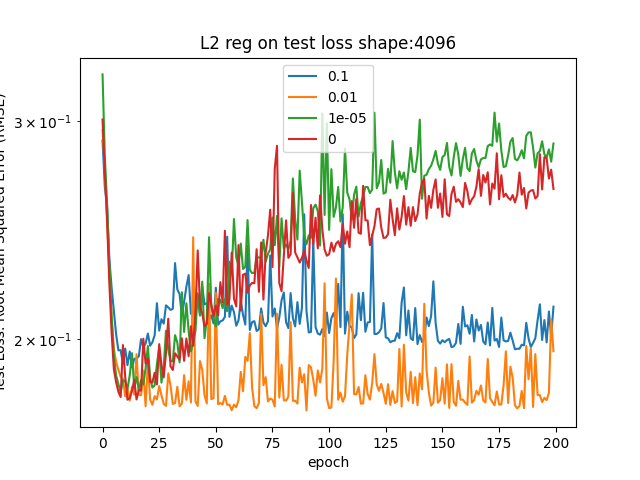 L2 reg on test loss shape:4096
Test Loss: Root Mean Squared Error (RMSE)
3 × 10⁻¹
2 × 10⁻¹
0.1
0.01
1e-05
0
0 25 50 75 100 125 150 175 200
epoch